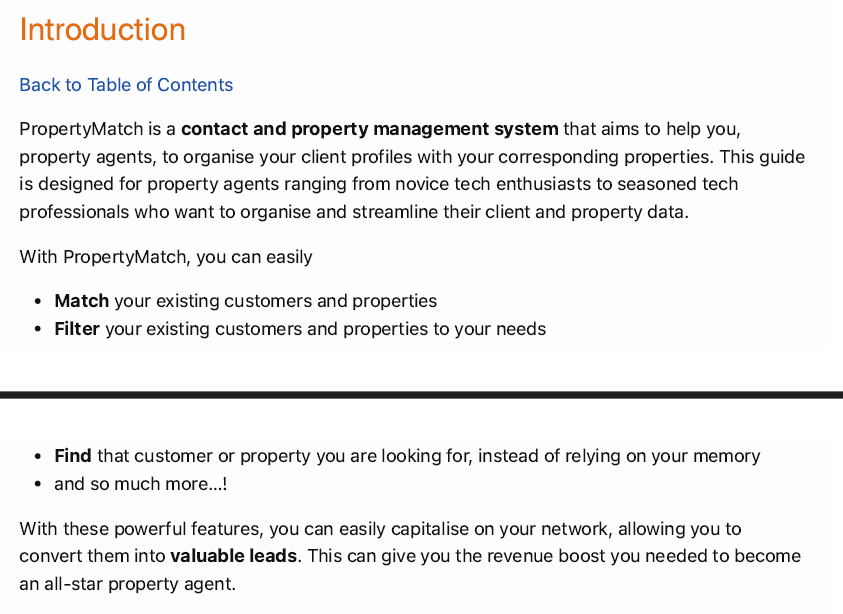 Introduction
Back to Table of Contents
PropertyMatch is a contact and property management system that aims to help you,
property agents, to organise your client profiles with your corresponding properties. This guide
is designed for property agents ranging from novice tech enthusiasts to seasoned tech
professionals who want to organise and streamline their client and property data.
With PropertyMatch, you can easily
• Match your existing customers and properties
• Filter your existing customers and properties to your needs
• Find that customer or property you are looking for, instead of relying on your memory
• and so much more...!
With these powerful features, you can easily capitalise on your network, allowing you to
convert them into valuable leads. This can give you the revenue boost you needed to become
an all-star property agent.